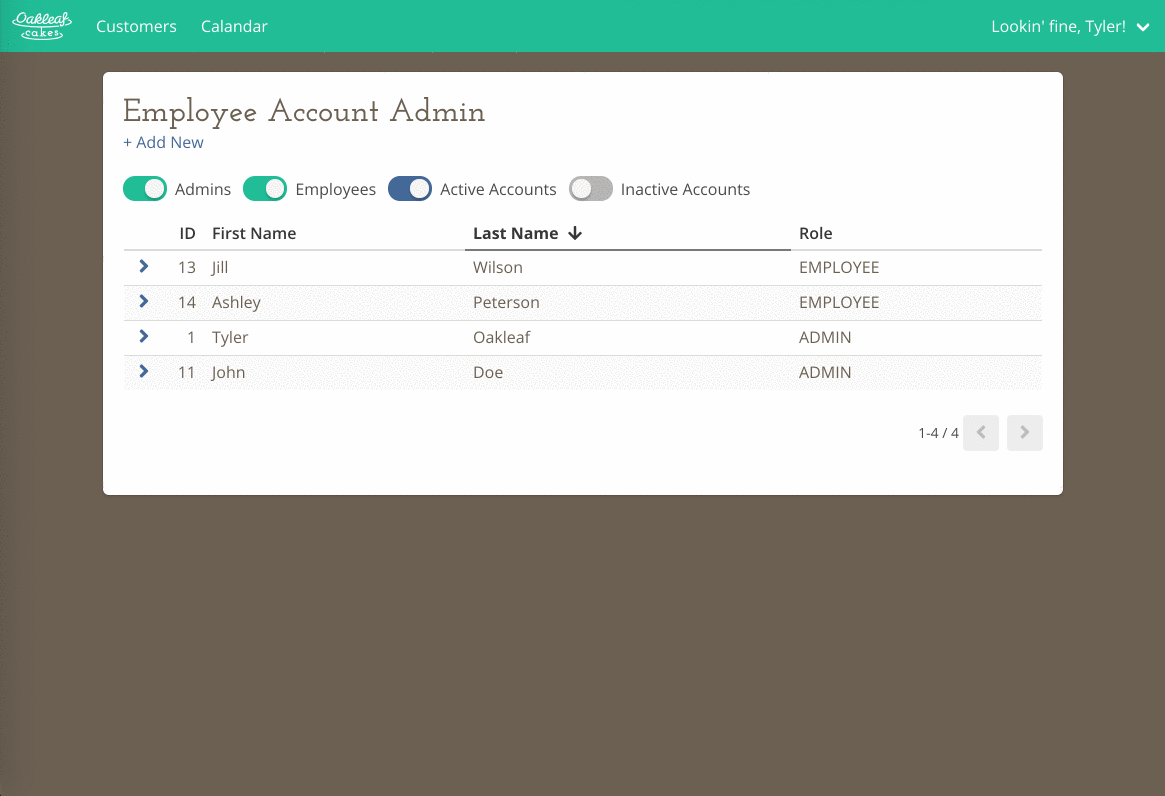 Oakleaf
cakes
Customers Calandar Lookin' fine, Tyler!
Employee Account Admin
+ Add New
Admins Employees Active Accounts Inactive Accounts
ID First Name Last Name Role
13 Jill Wilson EMPLOYEE
14 Ashley Peterson EMPLOYEE
1 Tyler Oakleaf ADMIN
11 John Doe ADMIN
1-4 / 4